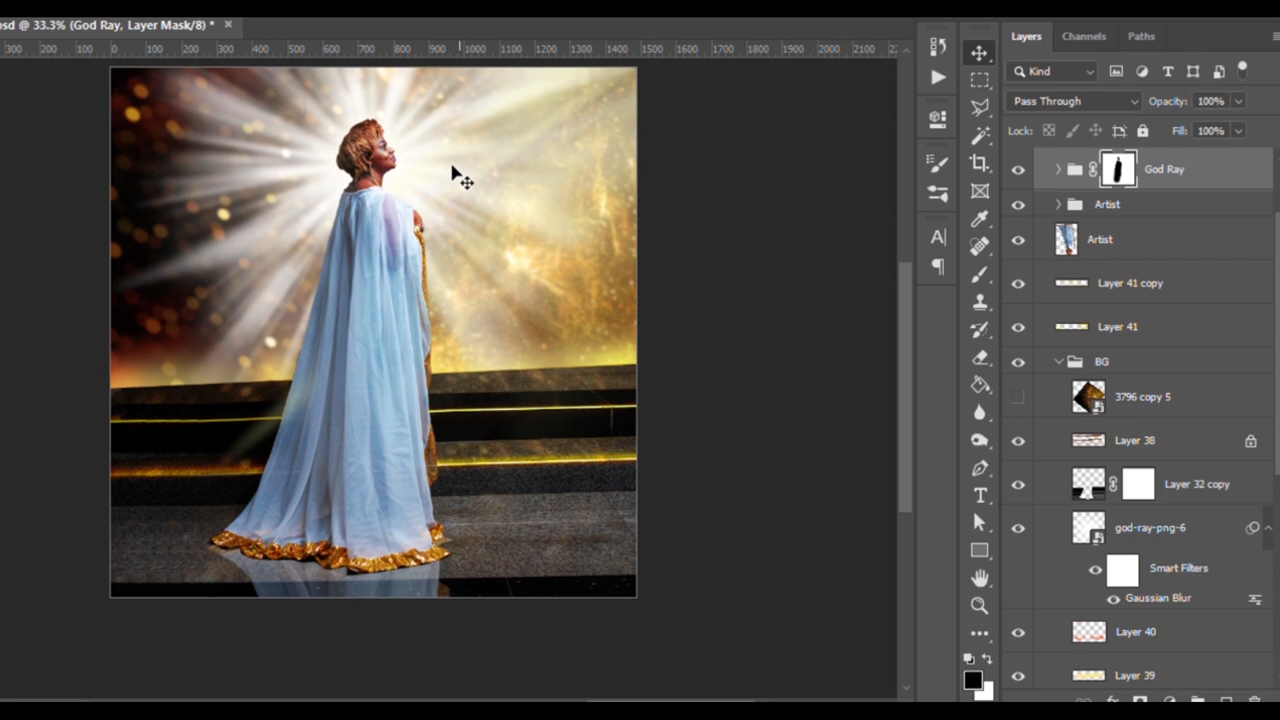 osd @ 33.3% (God Ray, Layer Mask/8) *
300 200 100 0 100 200 300 400 500 600 700 800 900 1000 1100 1200 1300 1400 1500 1600 1700 1800 1900 2000 2100
Layers Channels Paths
Kind
Pass Through Opacity: 100%
Lock: Fill: 100%
God Ray
Artist
Artist
Layer 41 copy
Layer 41
BG
3796 copy 5
Layer 38
Layer 32 copy
god-ray-png-6
Smart Filters
Gaussian Blur
Layer 40
Layer 39